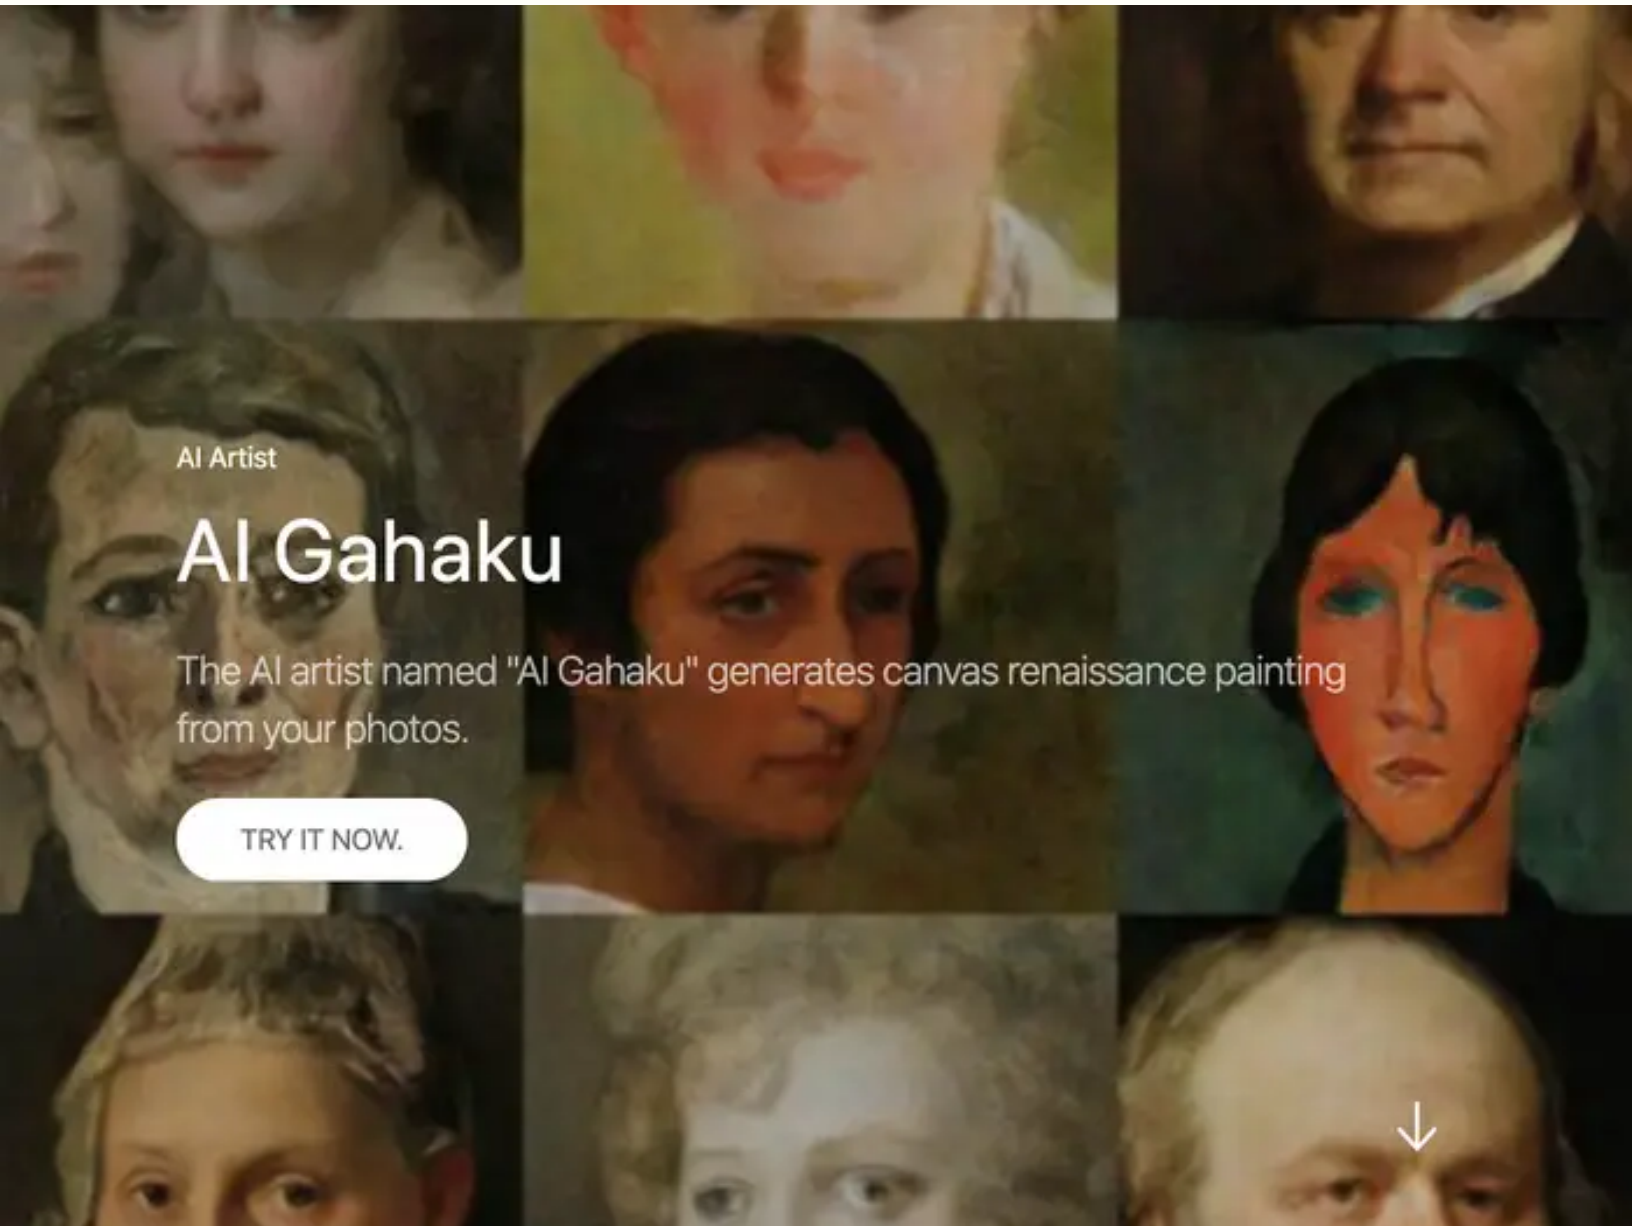 AI Artist
AI Gahaku
The AI artist named "AI Gahaku" generates canvas renaissance painting
from your photos.
TRY IT NOW.